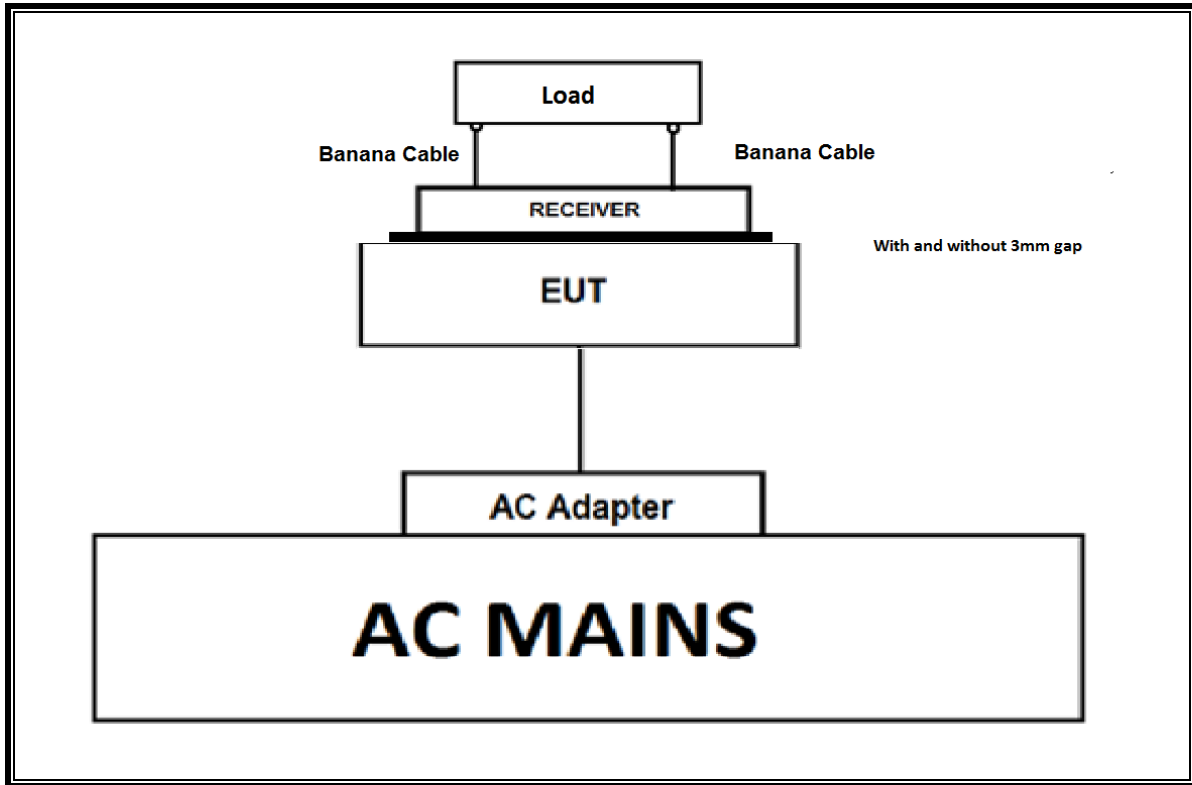 Load
Banana Cable
Banana Cable
RECEIVER
With and without 3mm gap
EUT
AC Adapter
AC MAINS